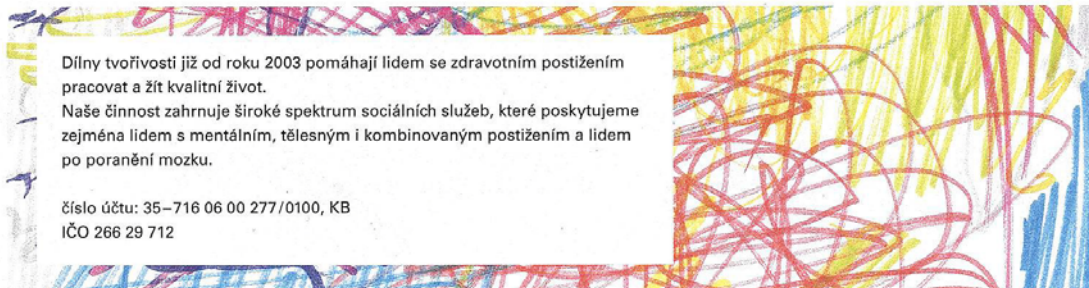 Dílny tvořivosti již od roku 2003 pomáhají lidem se zdravotním postižením
pracovat a žít kvalitní život.
Naše činnost zahrnuje široké spektrum sociálních služeb, které poskytujeme
zejména lidem s mentálním, tělesným i kombinovaným postižením a lidem
po poranění mozku.
číslo účtu: 35–716 06 00 277/0100, KB
IČO 266 29 712